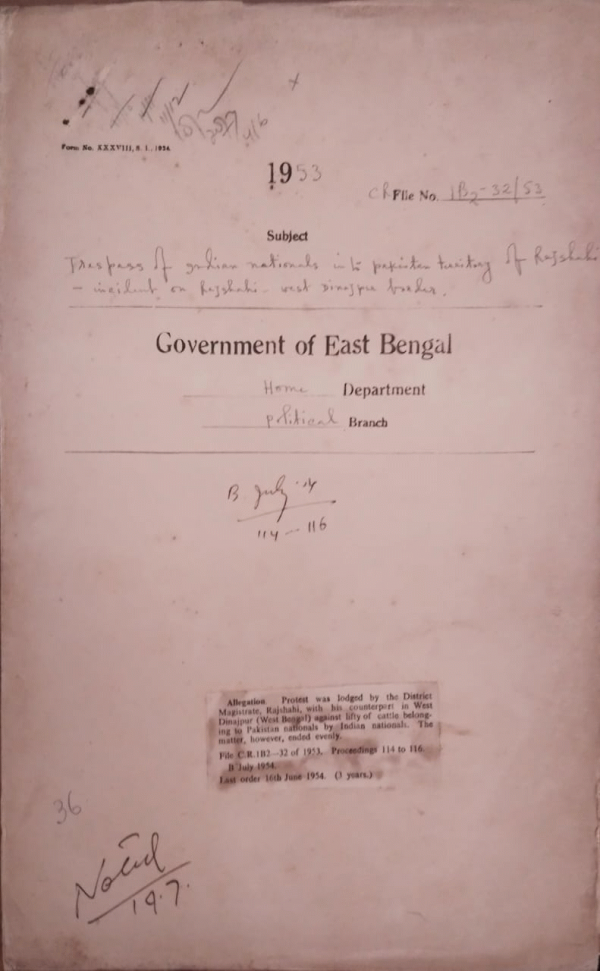 Form No. XXXVIII, S. I., 1934.
1953
CR File No. 1B2-32/53
Subject
Trespass of Indian nationals into Pakistan territory of Rajshahi
- incident on Rajshahi - West Dinajpur border.
Government of East Bengal
Home Department
Political Branch
B. July '54
114 - 116
Allegation Protest was lodged by the District
Magistrate, Rajshahi, with his counterpart in West
Dinajpur (West Bengal) against lifty of cattle belong-
ing to Pakistan nationals by Indian nationals. The
matter, however, ended evenly.
File C.R. 1B2-32 of 1953. Proceedings 114 to 116
B July 1954.
Last order 16th June 1954. (3 years.)
36
Noted
19.7.